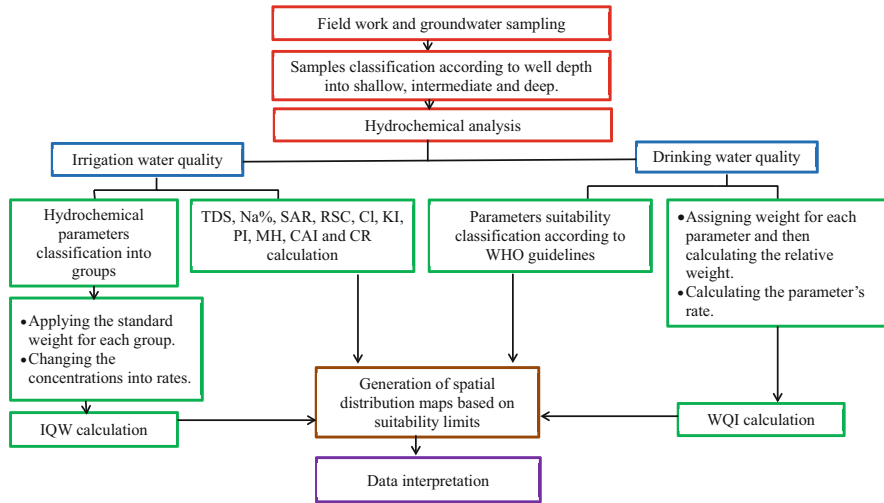 Field work and groundwater sampling
Samples classification according to well depth
into shallow, intermediate and deep.
Hydrochemical analysis
Irrigation water quality
Drinking water quality
Hydrochemical
parameters
classification into
groups
TDS, Na%, SAR, RSC, Cl, KI,
PI, MH, CAI and CR
calculation
Parameters suitability
classification according to
WHO guidelines
•Assigning weight for each
parameter and then
calculating the relative
weight.
•Calculating the parameter’s
rate.
•Applying the standard
weight for each group.
•Changing the
concentrations into rates.
Generation of spatial
distribution maps based on
suitability limits
IQW calculation
WQI calculation
Data interpretation